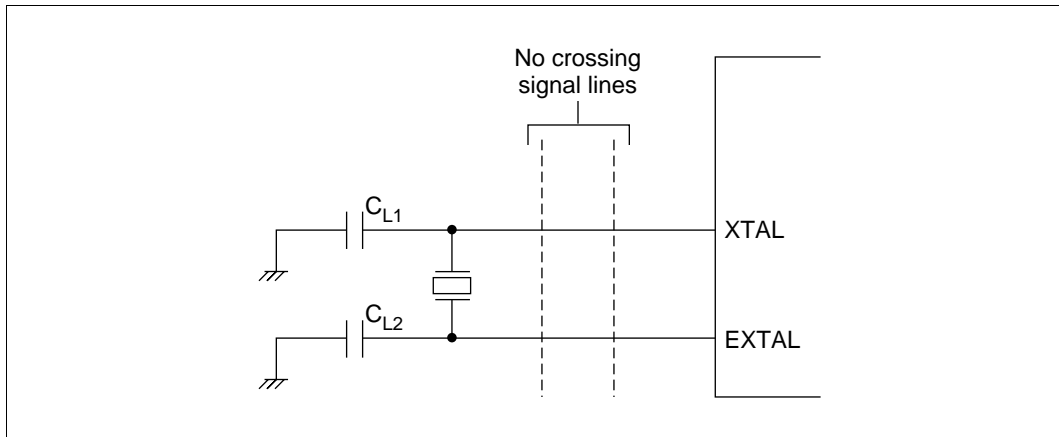 No crossing
signal lines
CL1
XTAL
CL2
EXTAL